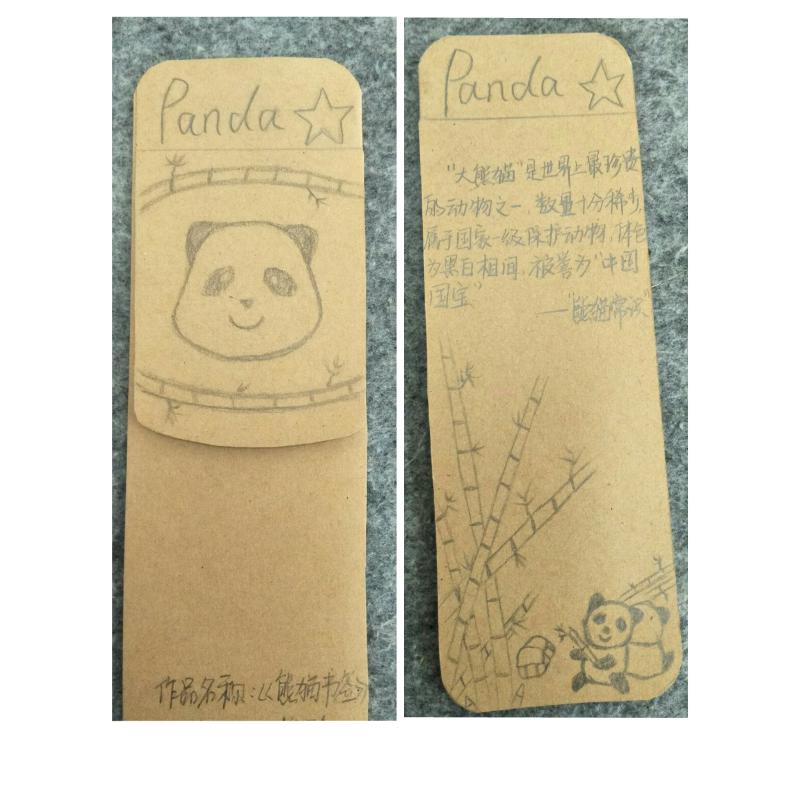 Panda
作品名称:《熊猫书签》
Panda
"大熊猫"是世界上最珍贵
的动物之一,数量十分稀少,
属于国家一级保护动物,体色
为黑白相间,被誉为"中国
国宝"
—"熊猫常识"